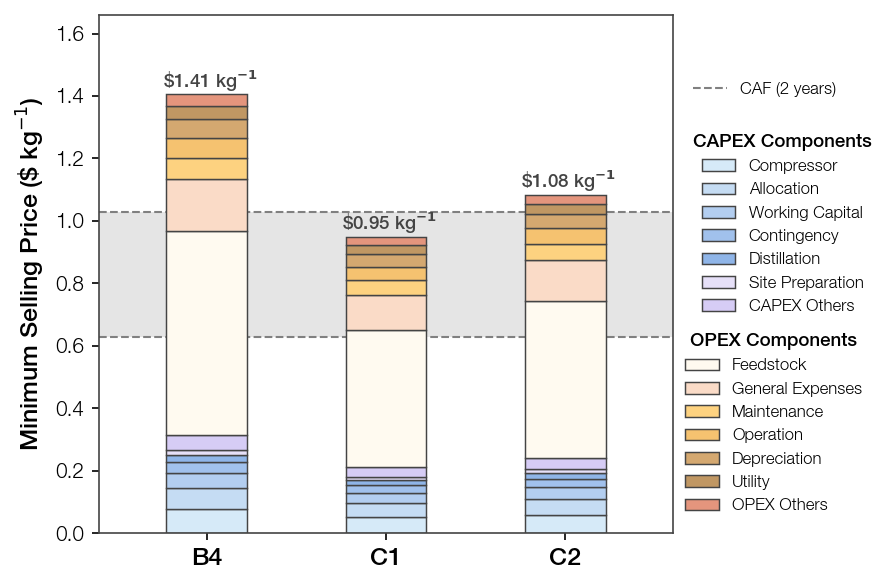 Minimum Selling Price ($ kg⁻¹)
1.6
1.4
1.2
1.0
0.8
0.6
0.4
0.2
0.0
$1.41 kg⁻¹
$0.95 kg⁻¹
$1.08 kg⁻¹
B4
C1
C2
CAF (2 years)
CAPEX Components
Compressor
Allocation
Working Capital
Contingency
Distillation
Site Preparation
CAPEX Others
OPEX Components
Feedstock
General Expenses
Maintenance
Operation
Depreciation
Utility
OPEX Others